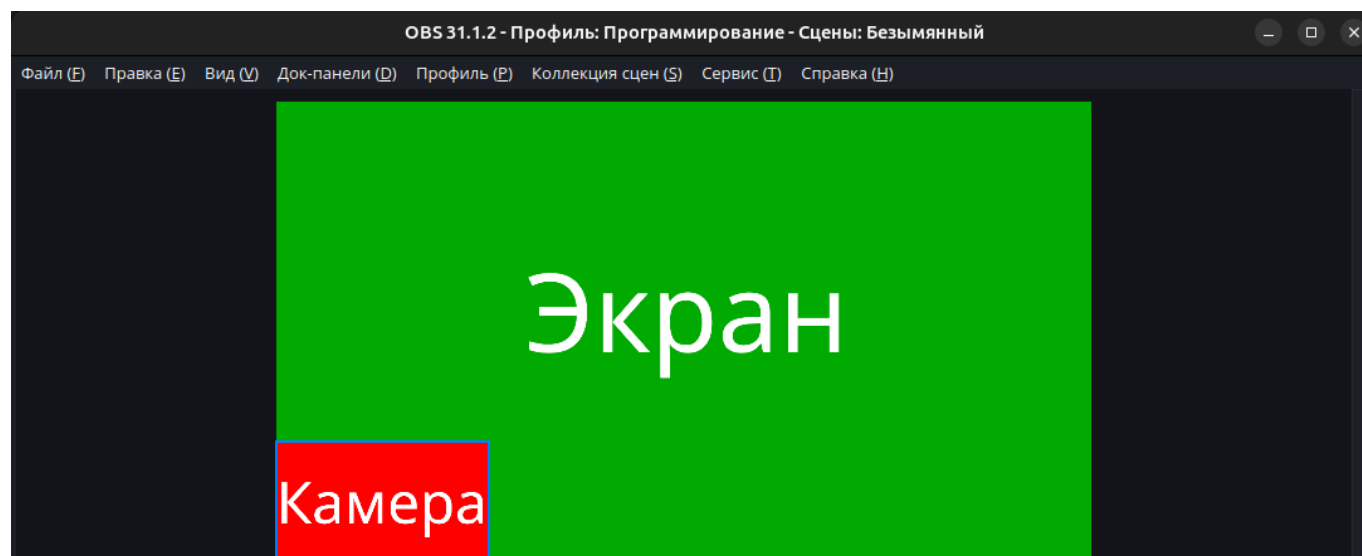 OBS 31.1.2 - Профиль: Программирование - Сцены: Безымянный
Файл (F) Правка (E) Вид (V) Док-панели (D) Профиль (P) Коллекция сцен (S) Сервис (T) Справка (H)
Экран
Камера